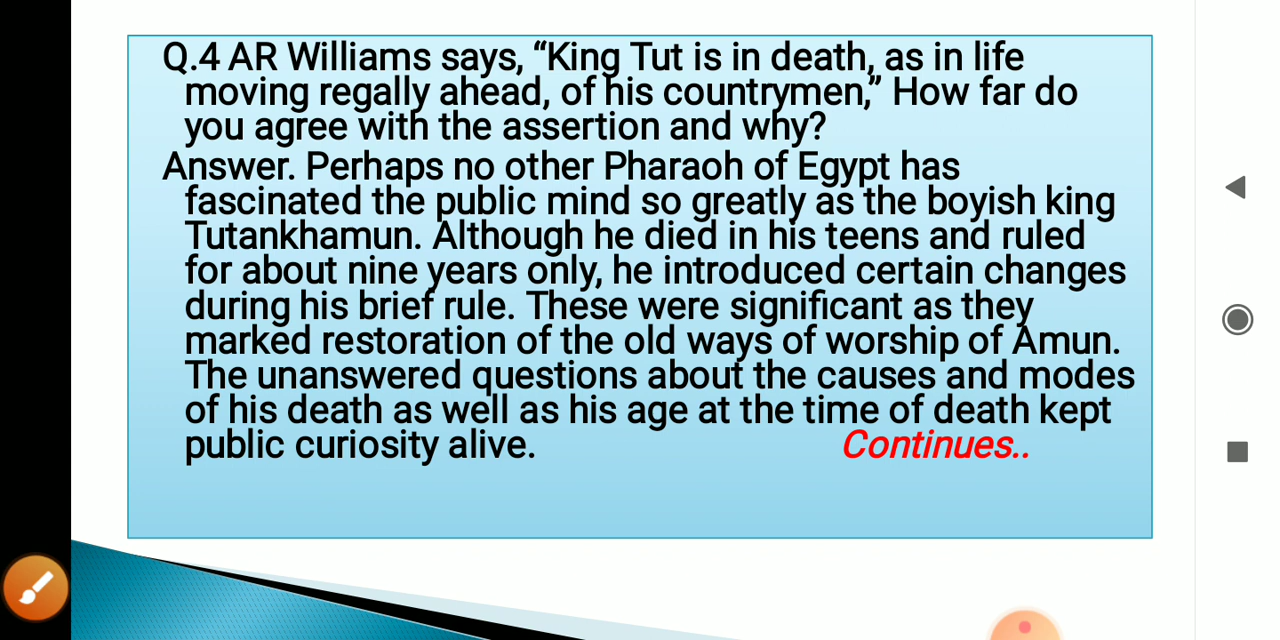 Q.4 AR Williams says, “King Tut is in death, as in life
moving regally ahead, of his countrymen,” How far do
you agree with the assertion and why?
Answer. Perhaps no other Pharaoh of Egypt has
fascinated the public mind so greatly as the boyish king
Tutankhamun. Although he died in his teens and ruled
for about nine years only, he introduced certain changes
during his brief rule. These were significant as they
marked restoration of the old ways of worship of Amun.
The unanswered questions about the causes and modes
of his death as well as his age at the time of death kept
public curiosity alive. Continues..